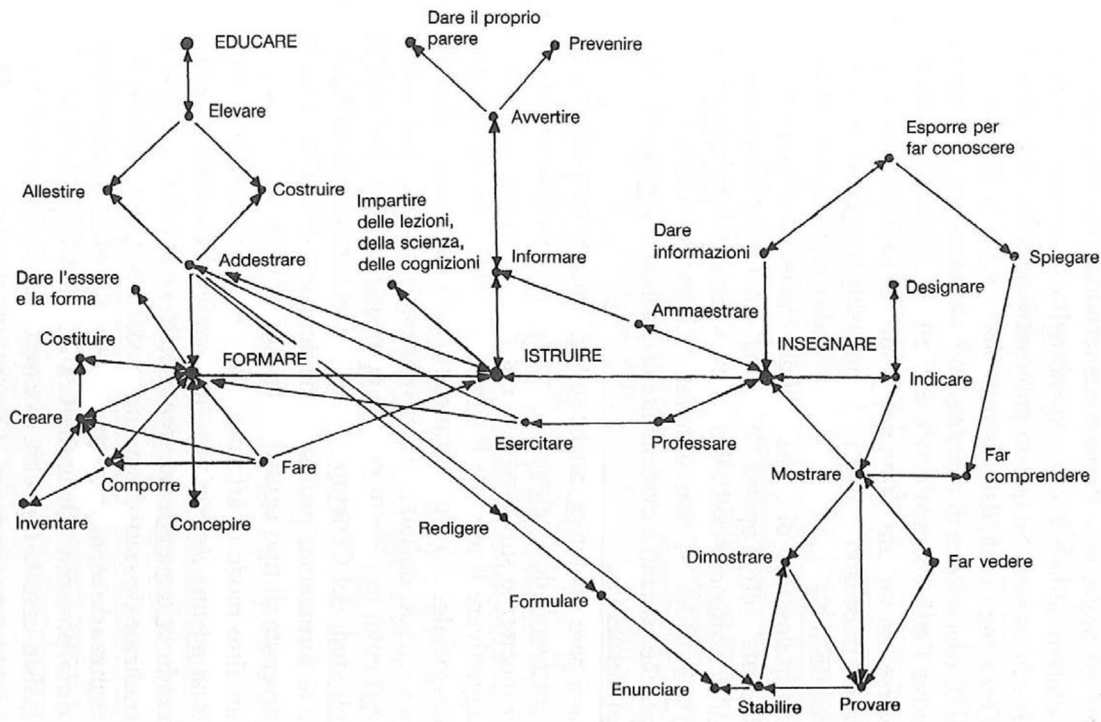 Dare il proprio
parere
Prevenire
EDUCARE
Elevare
Avvertire
Esporre per
far conoscere
Allestire
Costruire
Impartire
delle lezioni,
della scienza,
delle cognizioni
Dare
informazioni
Addestrare
Informare
Spiegare
Dare l'essere
e la forma
Designare
Ammaestrare
Costituire
FORMARE
ISTRUIRE
INSEGNARE
Indicare
Creare
Esercitare
Professare
Fare
Mostrare
Far
comprendere
Comporre
Inventare
Concepire
Redigere
Dimostrare
Far vedere
Formulare
Enunciare
Stabilire
Provare